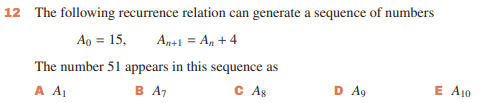 12 The following recurrence relation can generate a sequence of numbers
A₀ = 15, Aₙ₊₁ = Aₙ + 4
The number 51 appears in this sequence as
A A₁ B A₇ C A₈ D A₉ E A₁₀